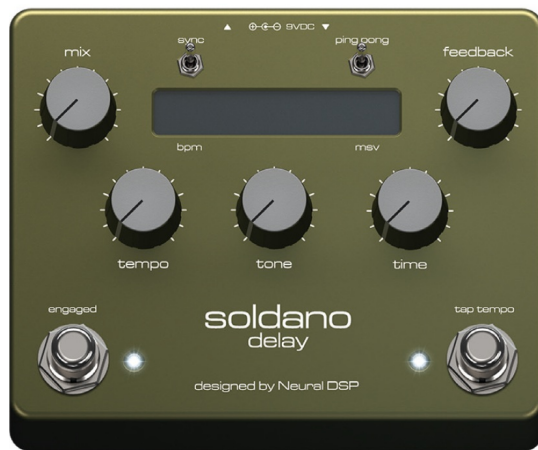 9VDC
sync
ping pong
mix
feedback
bpm
msv
tempo
tone
time
engaged
soldano
tap tempo
delay
designed by Neural DSP